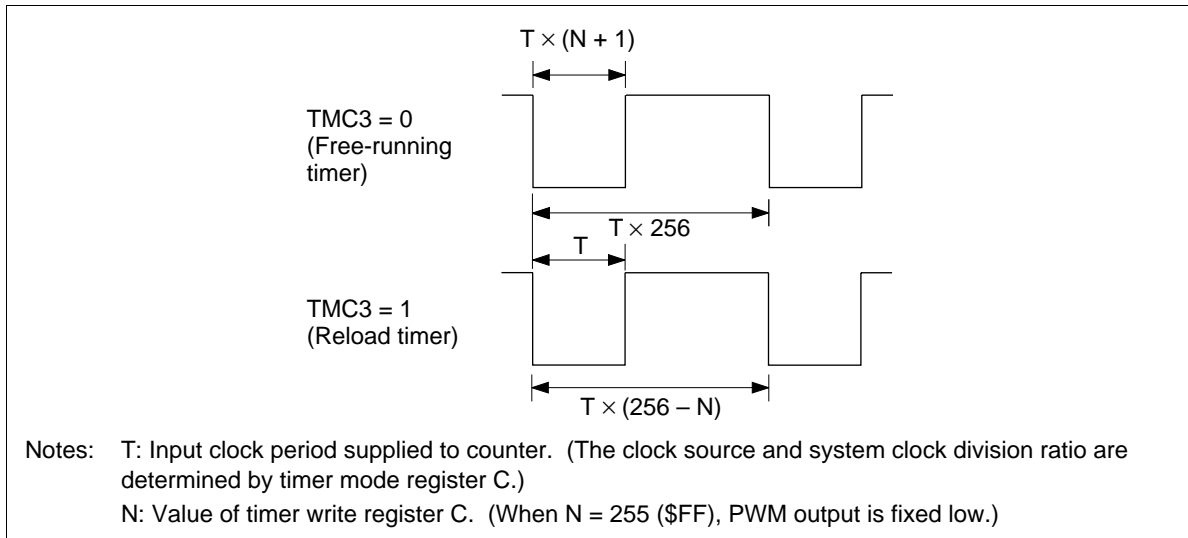 T × (N + 1)
TMC3 = 0
(Free-running
timer)
T × 256
T
TMC3 = 1
(Reload timer)
T × (256 – N)
Notes: T: Input clock period supplied to counter. (The clock source and system clock division ratio are
determined by timer mode register C.)
N: Value of timer write register C. (When N = 255 ($FF), PWM output is fixed low.)